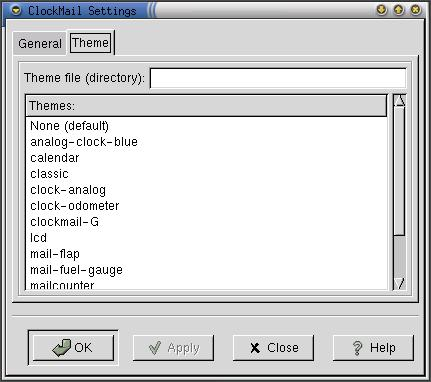 ClockMail Settings
General Theme
Theme file (directory):
Themes:
None (default)
analog-clock-blue
calendar
classic
clock-analog
clock-odometer
clockmail-G
lcd
mail-flap
mail-fuel-gauge
mailcounter
OK Apply Close Help